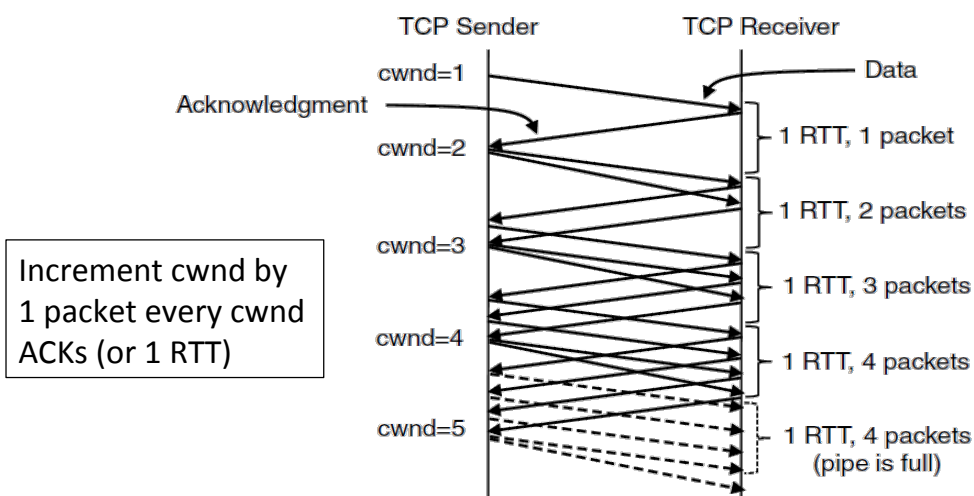 TCP Sender
TCP Receiver
cwnd=1
Data
Acknowledgment
1 RTT, 1 packet
cwnd=2
1 RTT, 2 packets
cwnd=3
Increment cwnd by
1 packet every cwnd
ACKs (or 1 RTT)
1 RTT, 3 packets
cwnd=4
1 RTT, 4 packets
cwnd=5
1 RTT, 4 packets
(pipe is full)